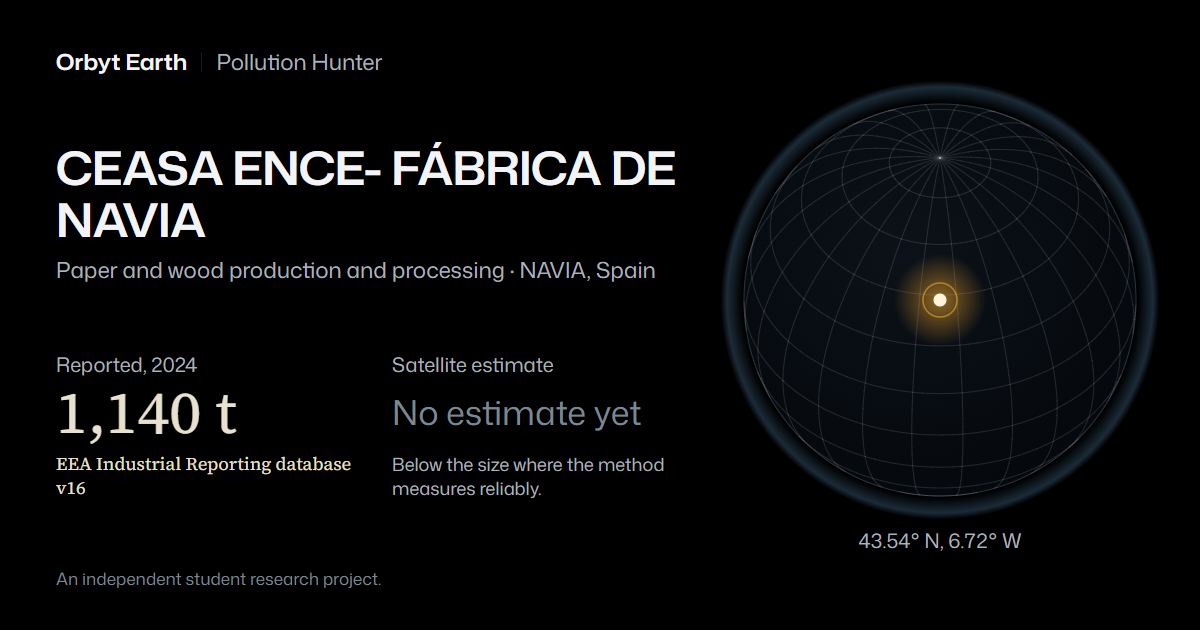 Orbyt Earth | Pollution Hunter
CEASA ENCE- FÁBRICA DE
NAVIA
Paper and wood production and processing · NAVIA, Spain
Reported, 2024
1,140 t
EEA Industrial Reporting database
v16
Satellite estimate
No estimate yet
Below the size where the method
measures reliably.
43.54° N, 6.72° W
An independent student research project.